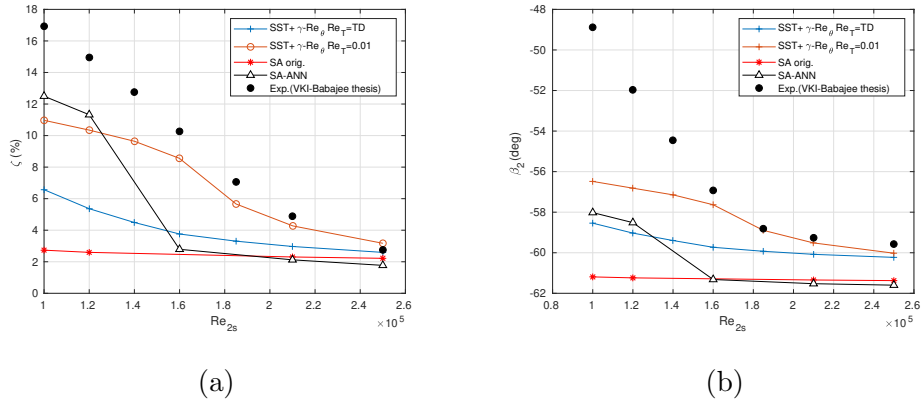 18
16
14
12
10
8
6
4
2
0
ζ (%)
1
1.2
1.4
1.6
1.8
2
2.2
2.4
2.6
Re2s
×10^5
SST+ γ-Reθ ReT=TD
SST+ γ-Reθ ReT=0.01
SA orig.
SA-ANN
Exp.(VKI-Babajee thesis)
(a)
-48
-50
-52
-54
-56
-58
-60
-62
β2(deg)
0.8
1
1.2
1.4
1.6
1.8
2
2.2
2.4
2.6
Re2s
×10^5
SST+ γ-Reθ ReT=TD
SST+ γ-Reθ ReT=0.01
SA orig.
SA-ANN
Exp.(VKI-Babajee thesis)
(b)